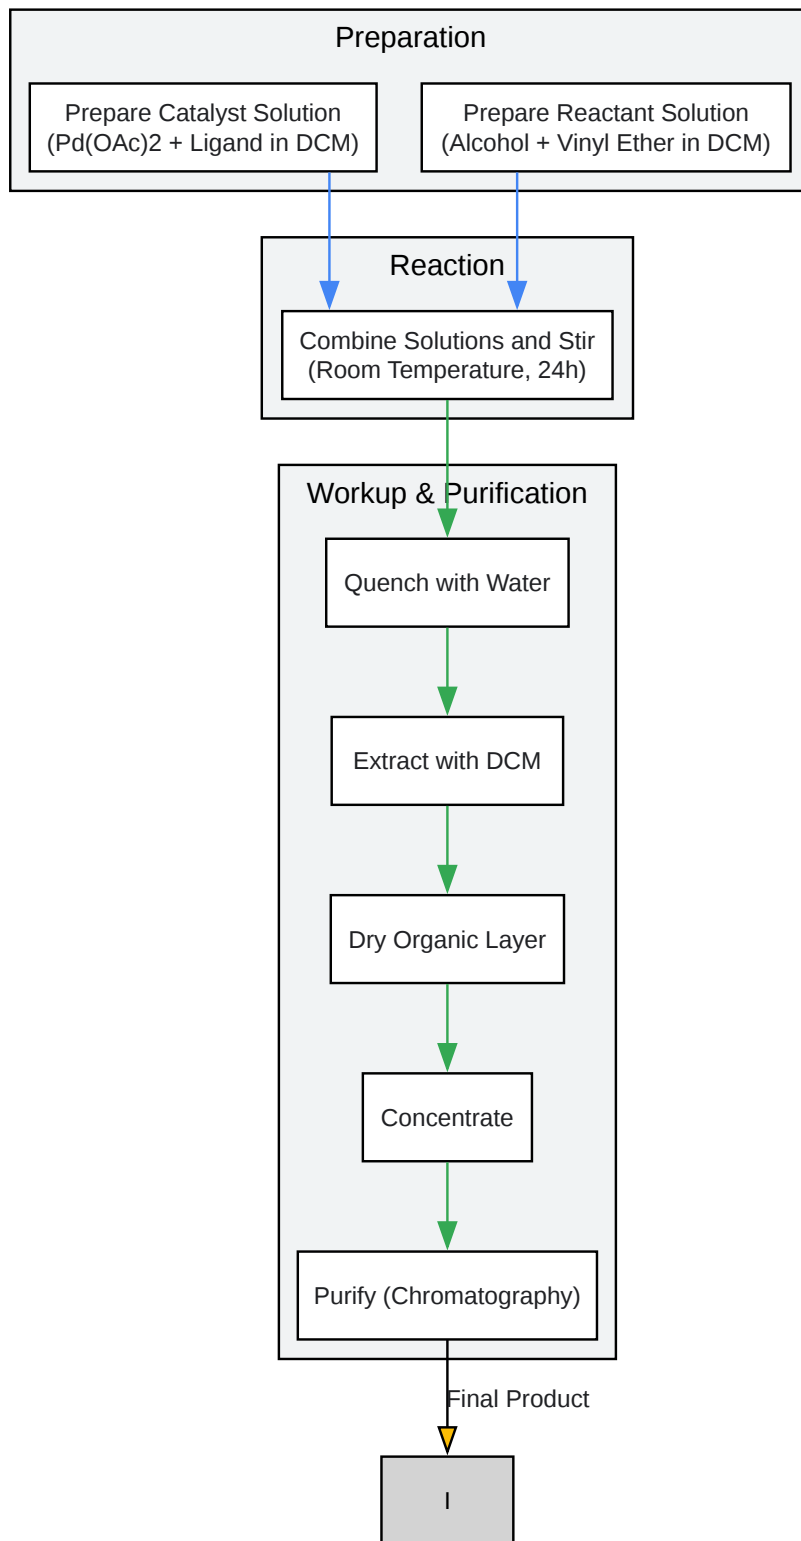 Preparation
Prepare Catalyst Solution
(Pd(OAc)2 + Ligand in DCM)
Prepare Reactant Solution
(Alcohol + Vinyl Ether in DCM)
Reaction
Combine Solutions and Stir
(Room Temperature, 24h)
Workup & Purification
Quench with Water
Extract with DCM
Dry Organic Layer
Concentrate
Purify (Chromatography)
Final Product
I